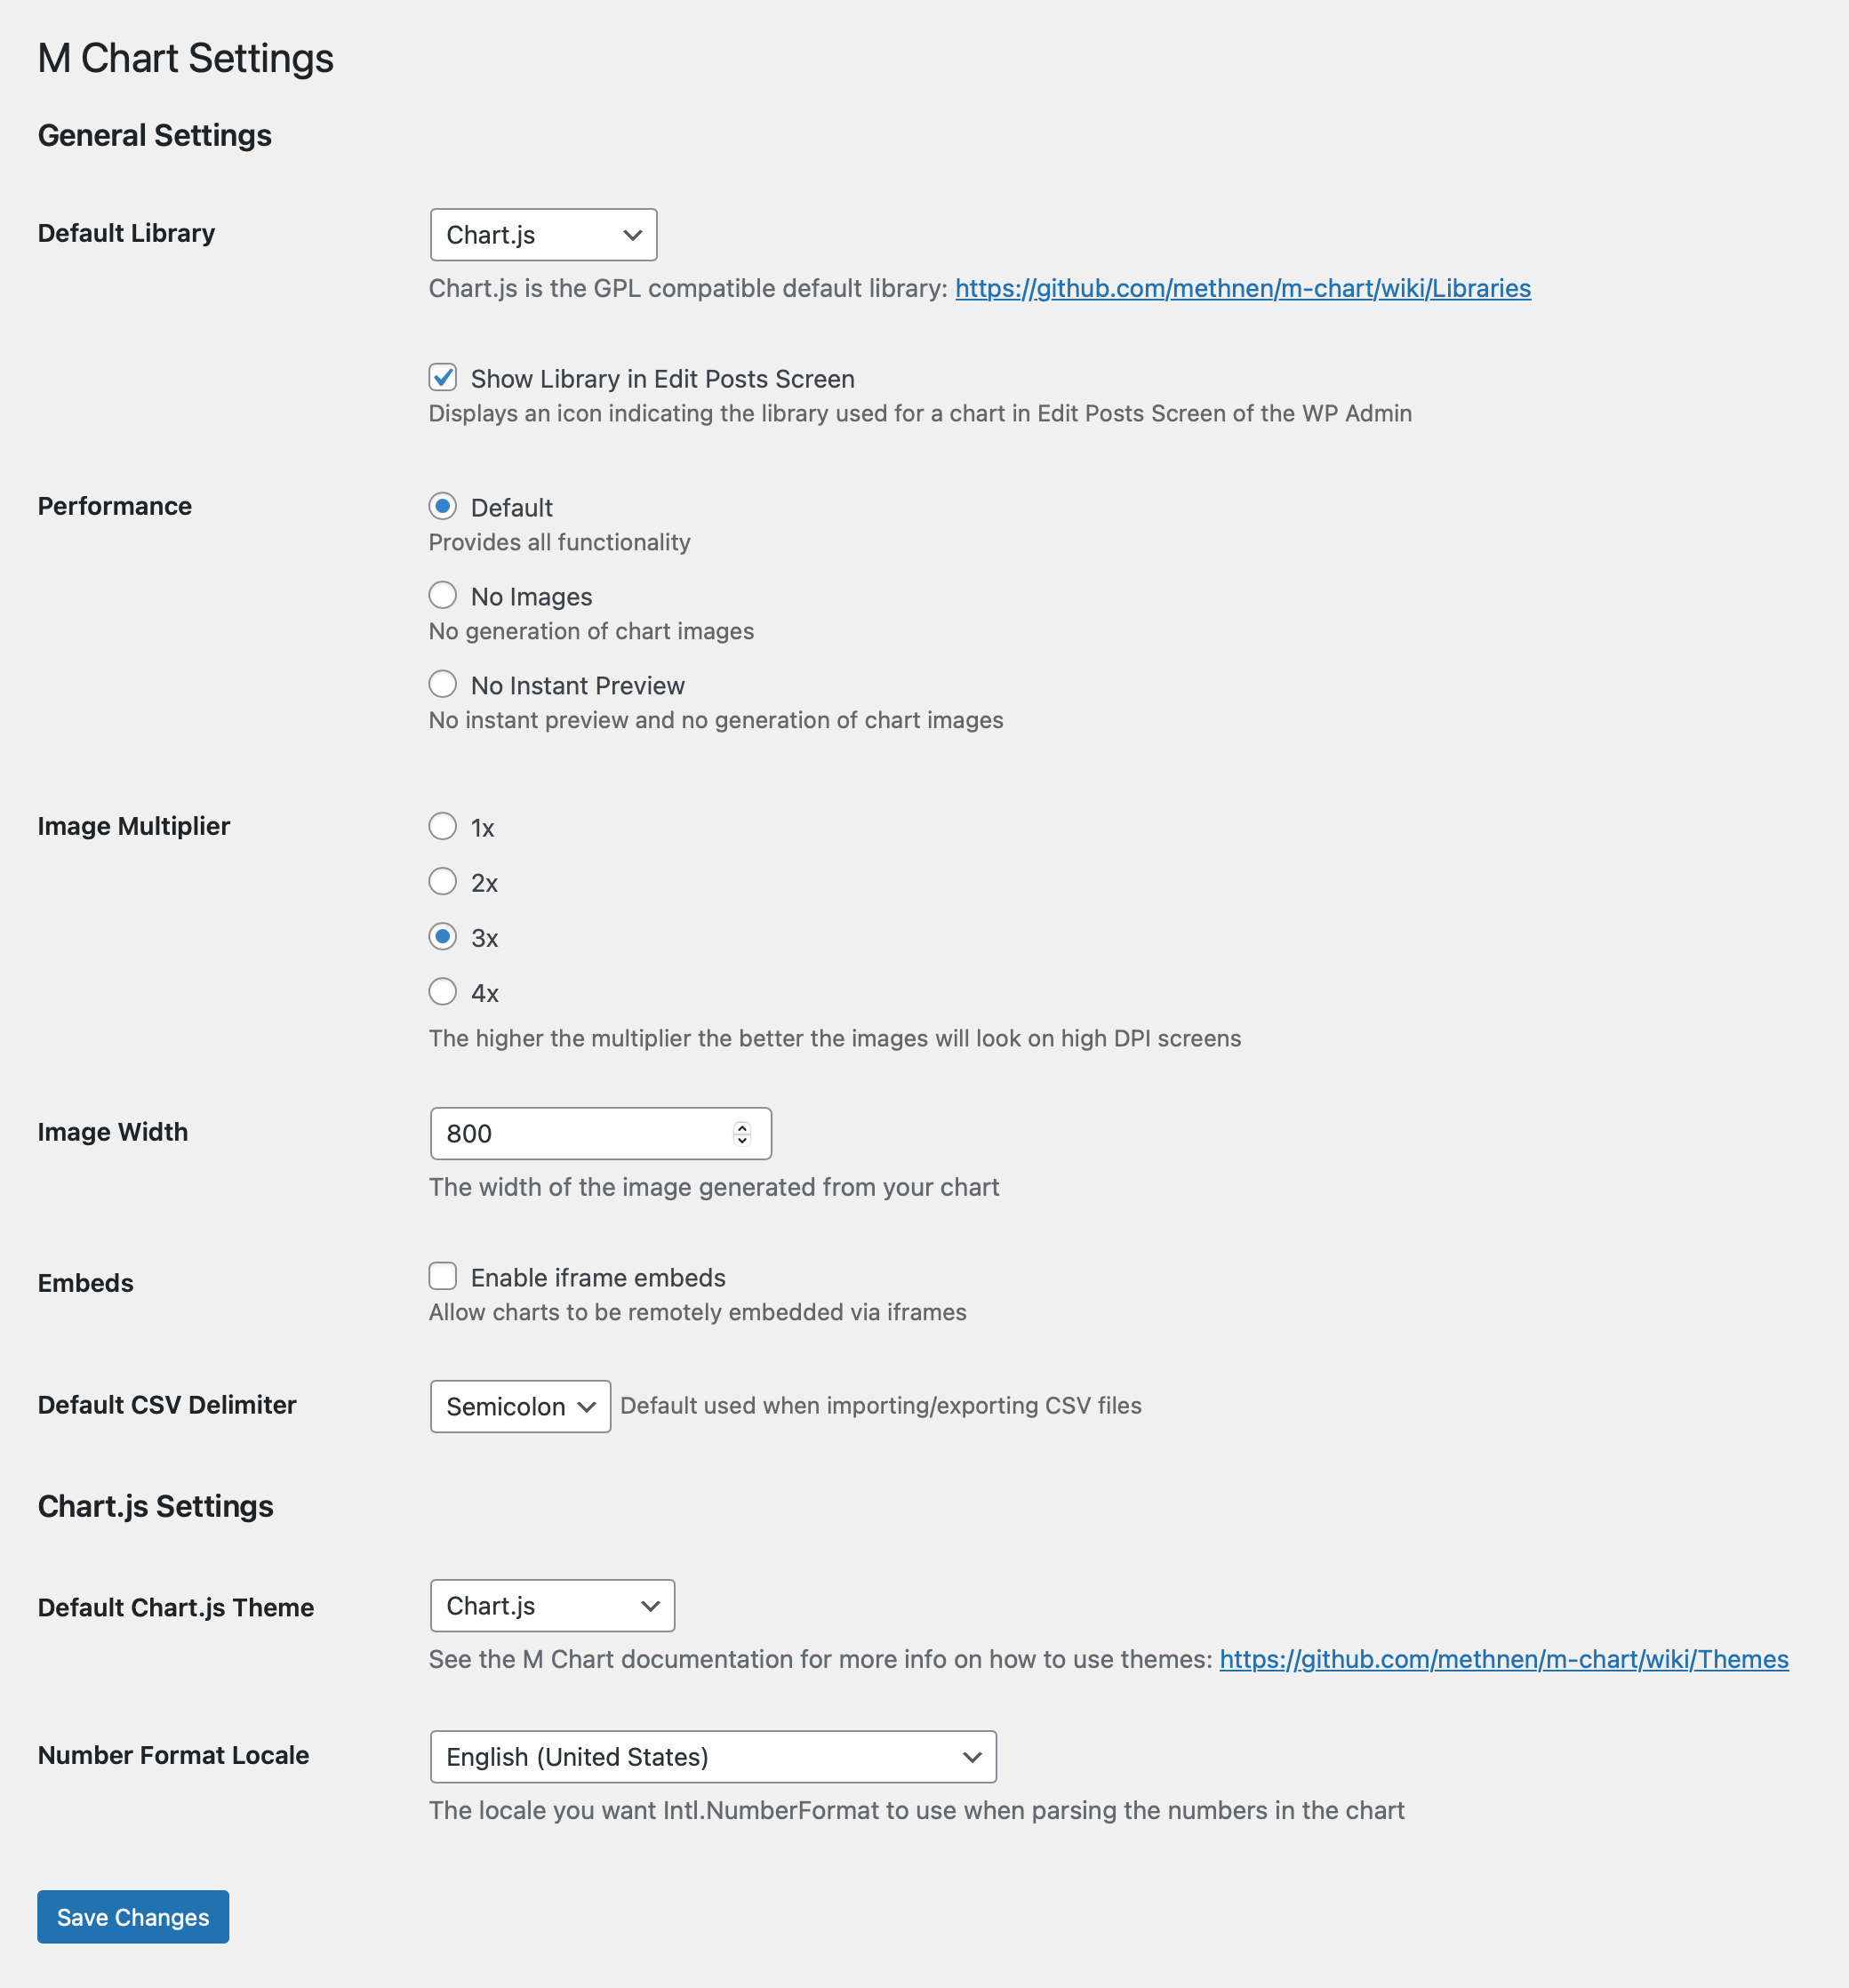 M Chart Settings
General Settings
Default Library
Chart.js
Chart.js is the GPL compatible default library: https://github.com/methnen/m-chart/wiki/Libraries
Show Library in Edit Posts Screen
Displays an icon indicating the library used for a chart in Edit Posts Screen of the WP Admin
Performance
Default
Provides all functionality
No Images
No generation of chart images
No Instant Preview
No instant preview and no generation of chart images
Image Multiplier
1x
2x
3x
4x
The higher the multiplier the better the images will look on high DPI screens
Image Width
800
The width of the image generated from your chart
Embeds
Enable iframe embeds
Allow charts to be remotely embedded via iframes
Default CSV Delimiter
Semicolon
Default used when importing/exporting CSV files
Chart.js Settings
Default Chart.js Theme
Chart.js
See the M Chart documentation for more info on how to use themes: https://github.com/methnen/m-chart/wiki/Themes
Number Format Locale
English (United States)
The locale you want Intl.NumberFormat to use when parsing the numbers in the chart
Save Changes